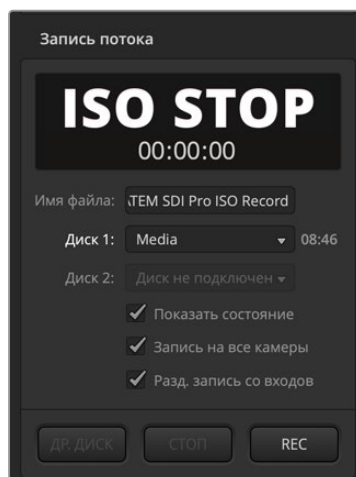 Запись потока
ISO STOP
00:00:00
Имя файла: ATEM SDI Pro ISO Record
Диск 1: Media 08:46
Диск 2: Диск не подключен
Показать состояние
Запись на все камеры
Разд. запись со входов
ДР. ДИСК СТОП REC